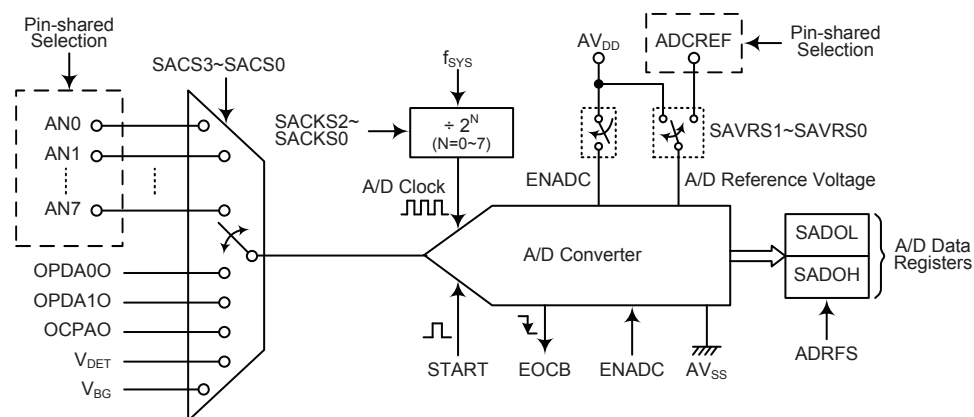 Pin-shared
Selection
SACS3~SACS0
fSYS
AVDD
ADCREF
Pin-shared
Selection
AN0
AN1
AN7
SACKS2~
SACKS0
÷ 2N
(N=0~7)
SAVRS1~SAVRS0
A/D Clock
ENADC
A/D Reference Voltage
A/D Converter
SADOL
SADOH
A/D Data
Registers
OPDA0O
OPDA1O
OCPAO
VDET
VBG
START
EOCB
ENADC
AVSS
ADRFS